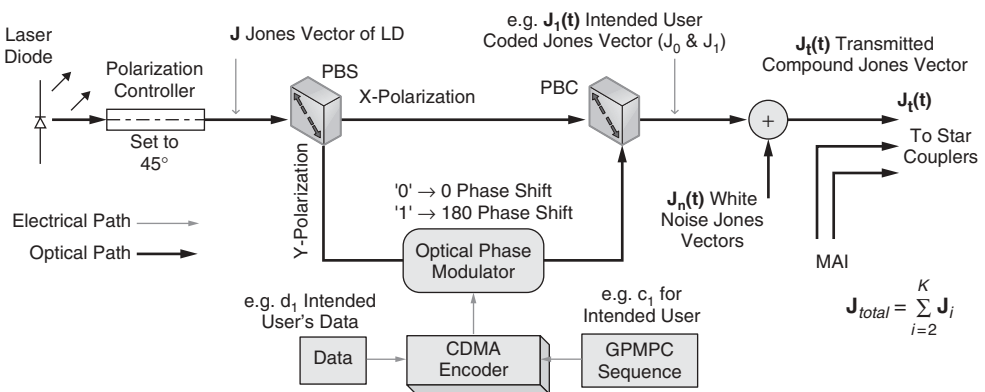 Laser
Diode
Polarization
Controller
Set to
45°
J Jones Vector of LD
PBS
X-Polarization
Y-Polarization
e.g. J1(t) Intended User
Coded Jones Vector (J0 & J1)
PBC
Jt(t) Transmitted
Compound Jones Vector
Jt(t)
+
To Star
Couplers
Jn(t) White
Noise Jones
Vectors
MAI
'0' → 0 Phase Shift
'1' → 180 Phase Shift
Electrical Path
Optical Path
Optical Phase
Modulator
e.g. d1 Intended
User's Data
e.g. c1 for
Intended User
Data
CDMA
Encoder
GPMPC
Sequence
Jtotal = K Σ i=2 Ji